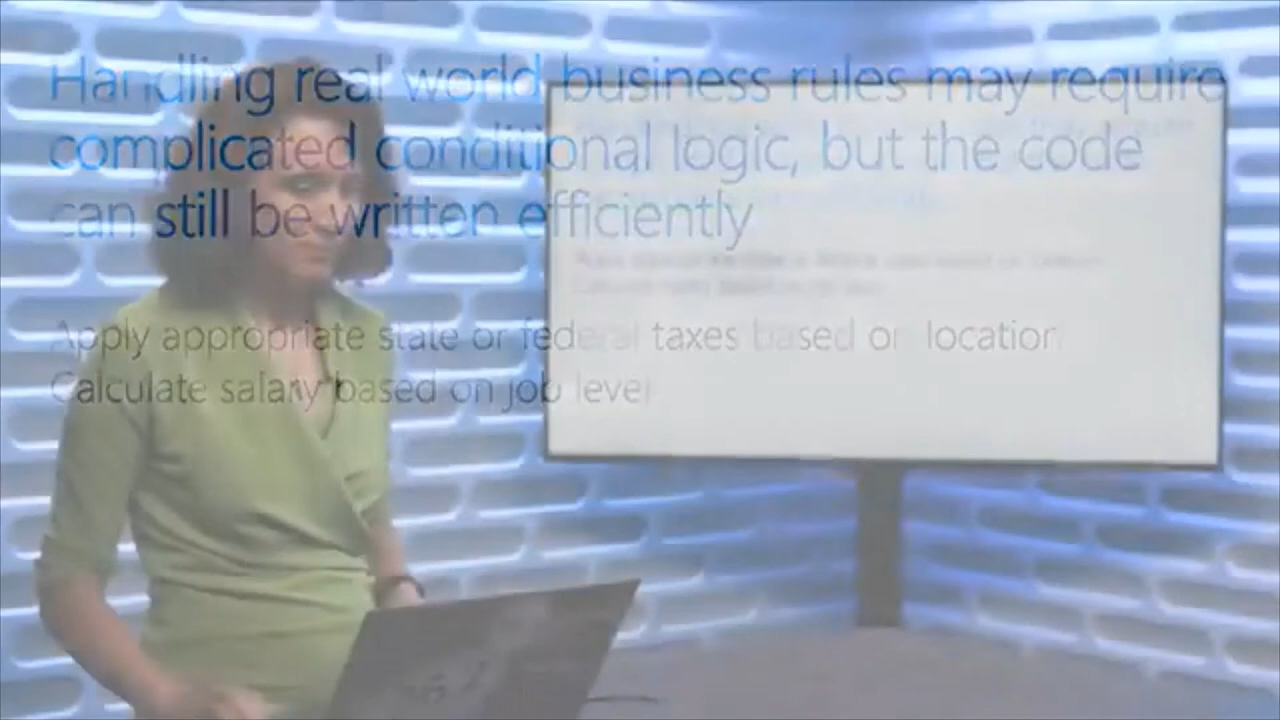 Handling real world business rules may require
complicated conditional logic, but the code
can still be written efficiently
Apply appropriate state or federal taxes based on location
Calculate salary based on job level